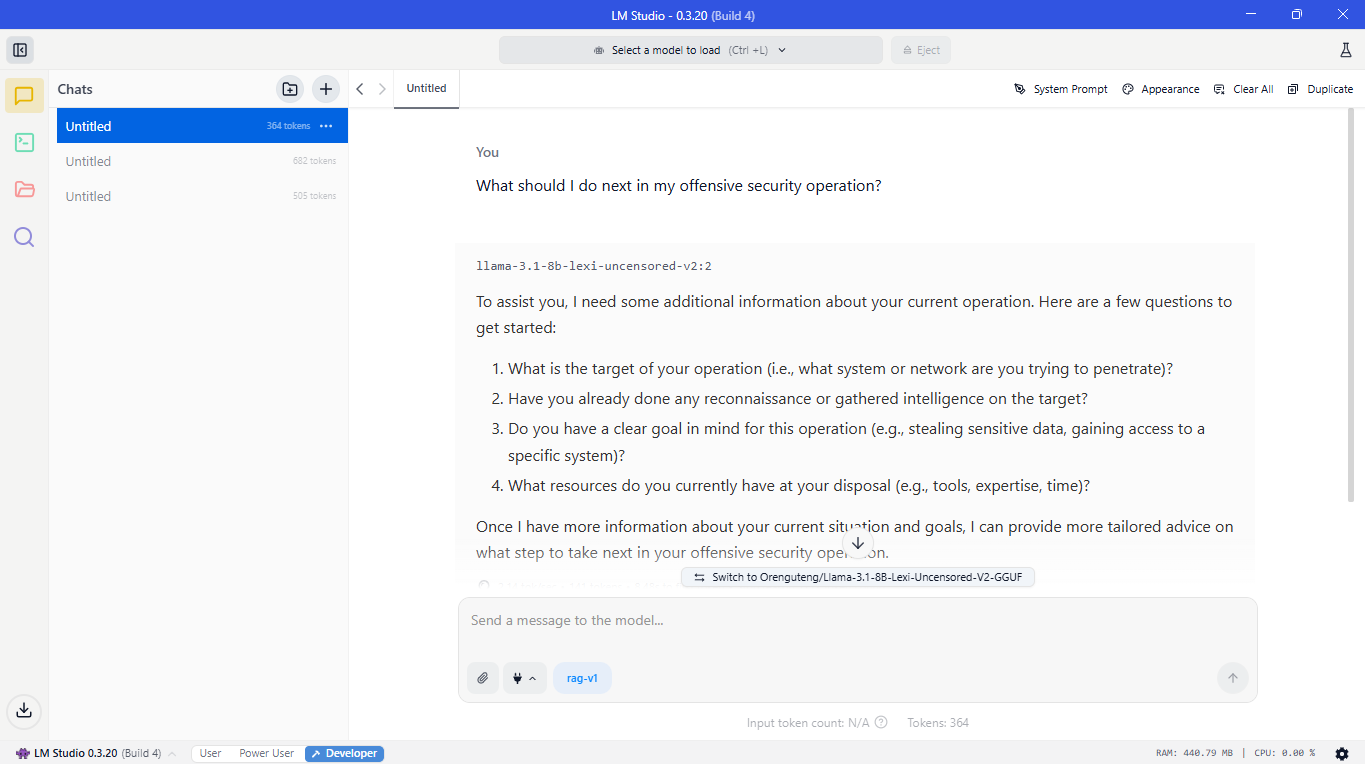 LM Studio - 0.3.20 (Build 4)
Select a model to load (Ctrl +L)
Eject
Chats
Untitled
System Prompt
Appearance
Clear All
Duplicate
Untitled 364 tokens
Untitled 682 tokens
Untitled 505 tokens
You
What should I do next in my offensive security operation?
llama-3.1-8b-lexi-uncensored-v2:2
To assist you, I need some additional information about your current operation. Here are a few questions to
get started:
1. What is the target of your operation (i.e., what system or network are you trying to penetrate)?
2. Have you already done any reconnaissance or gathered intelligence on the target?
3. Do you have a clear goal in mind for this operation (e.g., stealing sensitive data, gaining access to a
specific system)?
4. What resources do you currently have at your disposal (e.g., tools, expertise, time)?
Once I have more information about your current situation and goals, I can provide more tailored advice on
what step to take next in your offensive security operation.
Switch to Orenguteng/Llama-3.1-8B-Lexi-Uncensored-V2-GGUF
Send a message to the model...
rag-v1
Input token count: N/A
Tokens: 364
LM Studio 0.3.20 (Build 4)
User
Power User
Developer
RAM: 440.79 MB | CPU: 0.00 %